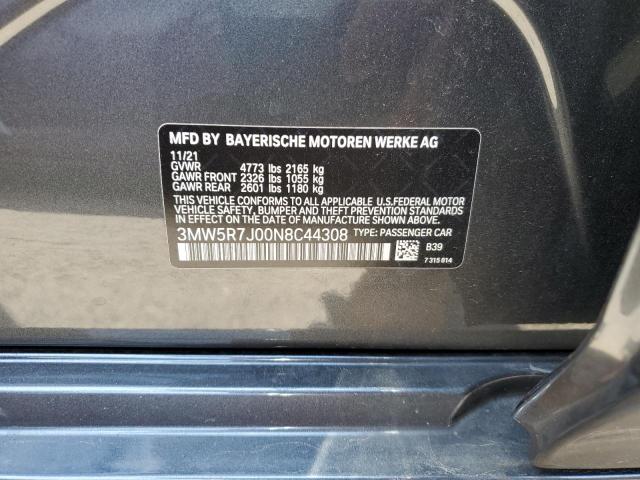 MFD BY BAYERISCHE MOTOREN WERKE AG
11/21
GVWR 4773 lbs 2165 kg
GAWR FRONT 2326 lbs 1055 kg
GAWR REAR 2601 lbs 1180 kg
THIS VEHICLE CONFORMS TO ALL APPLICABLE U.S.FEDERAL MOTOR
VEHICLE SAFETY, BUMPER, AND THEFT PREVENTION STANDARDS
IN EFFECT ON THE DATE OF MANUFACTURE SHOWN ABOVE.
3MW5R7J00N8C44308 TYPE: PASSENGER CAR
B39
7 315 814